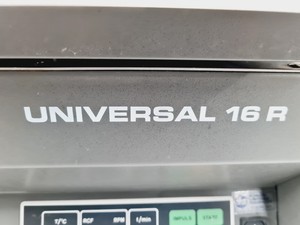 UNIVERSAL 16 R
T/°C RCF RPM t/min IMPULS START